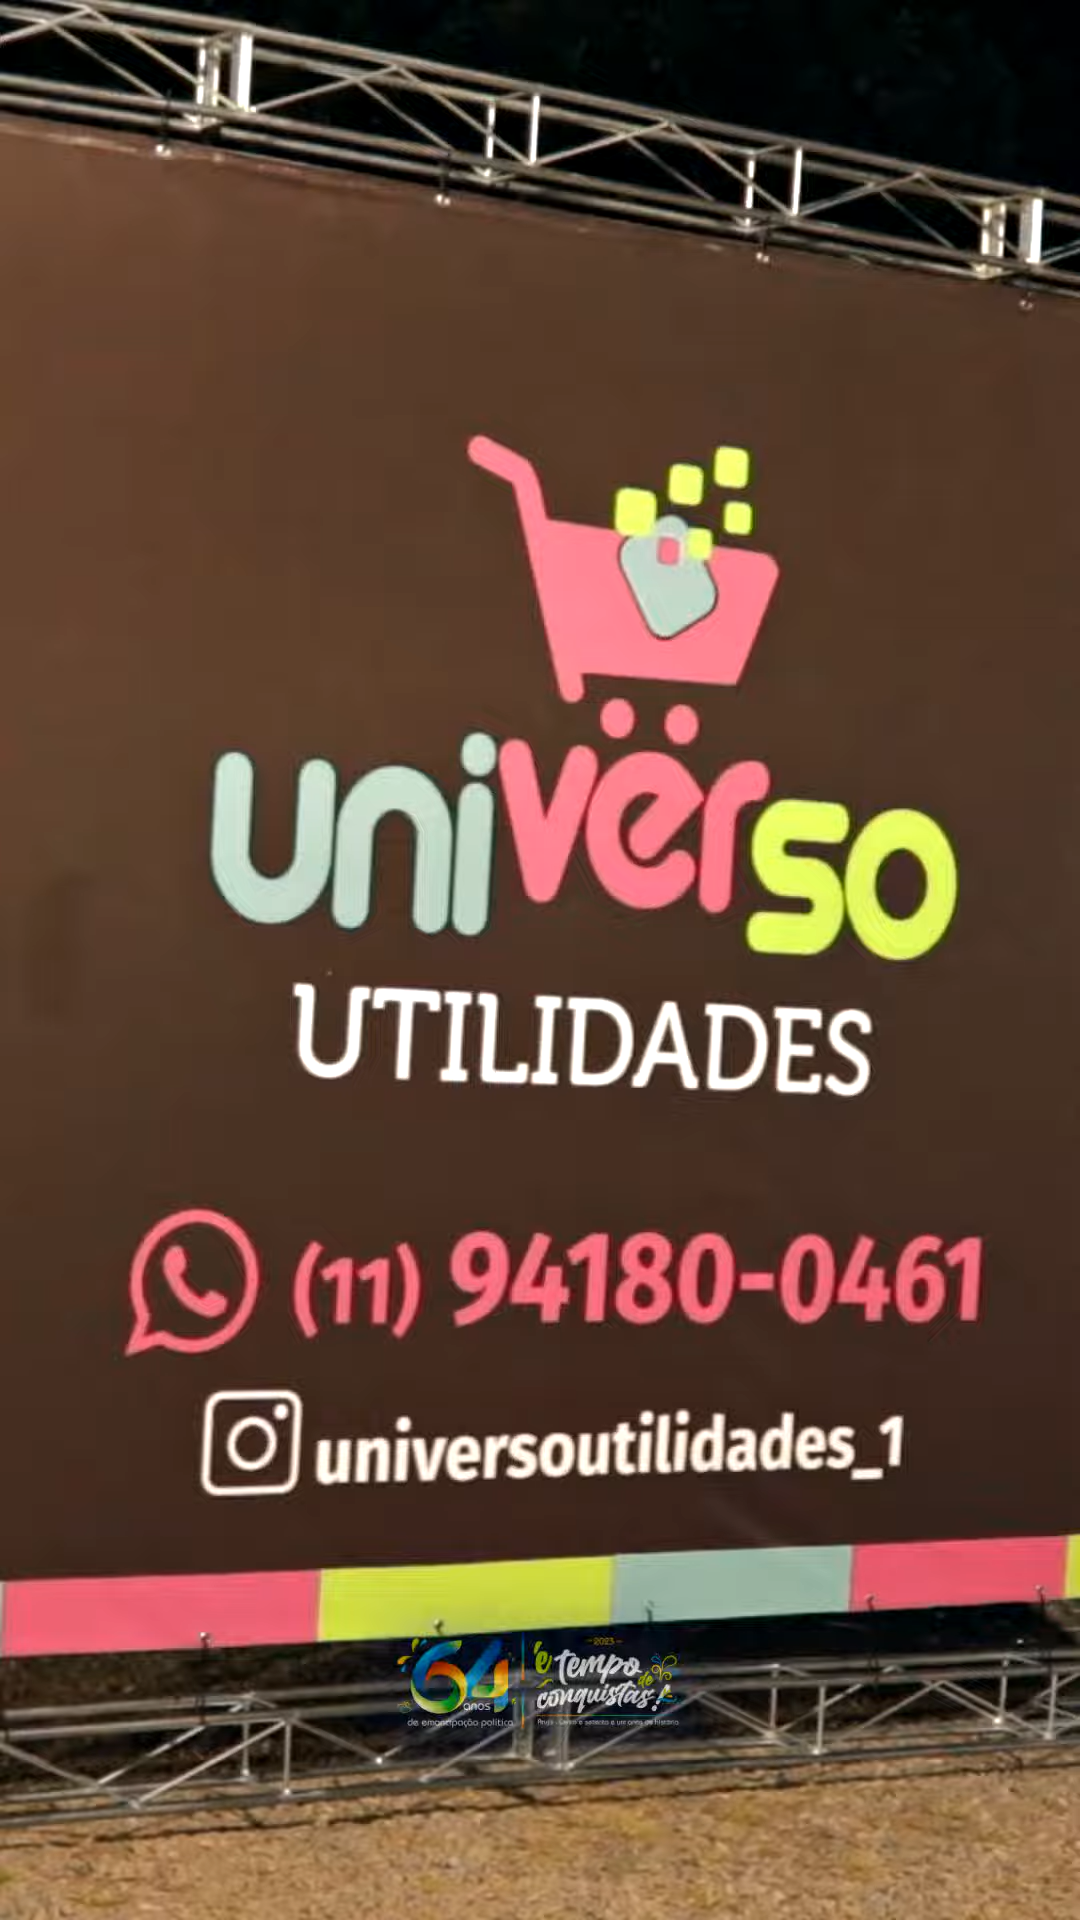 universo
UTILIDADES
(11) 94180-0461
universoutilidades_1
64
anos
de emancipação política
2023
é tempo de
conquistas!